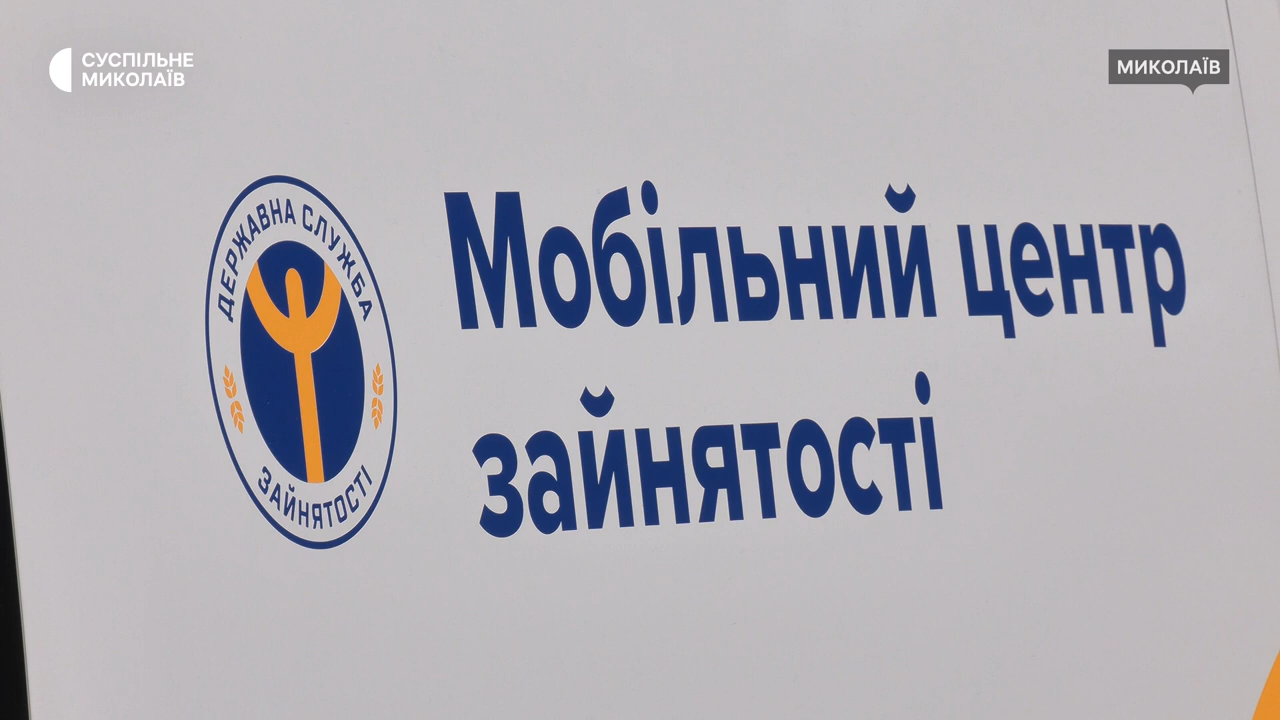 СУСПІЛЬНЕ
МИКОЛАЇВ
МИКОЛАЇВ
ДЕРЖАВНА СЛУЖБА
ЗАЙНЯТОСТІ
Мобільний центр
зайнятості